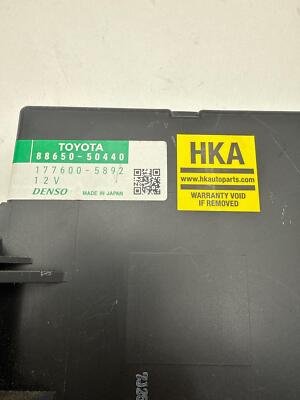 TOYOTA
88650-50440
177600-5892
12V
DENSO MADE IN JAPAN
HKA
www.hkautoparts.com
WARRANTY VOID
IF REMOVED